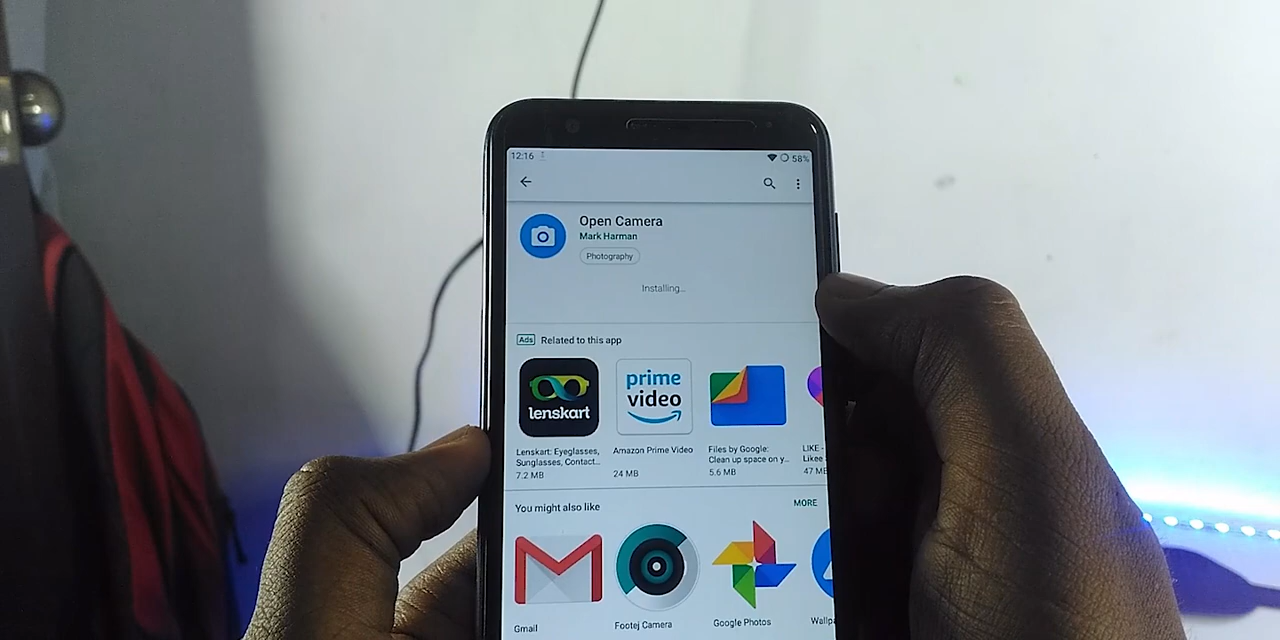 12:16
58%
Open Camera
Mark Harman
Photography
Installing...
Ads Related to this app
lenskart
prime video
Lenskart: Eyeglasses, Sunglasses, Contact...
7.2 MB
Amazon Prime Video
24 MB
Files by Google: Clean up space on y...
5.6 MB
LIKE -
Likee
47 MB
You might also like
MORE
Gmail
Footej Camera
Google Photos